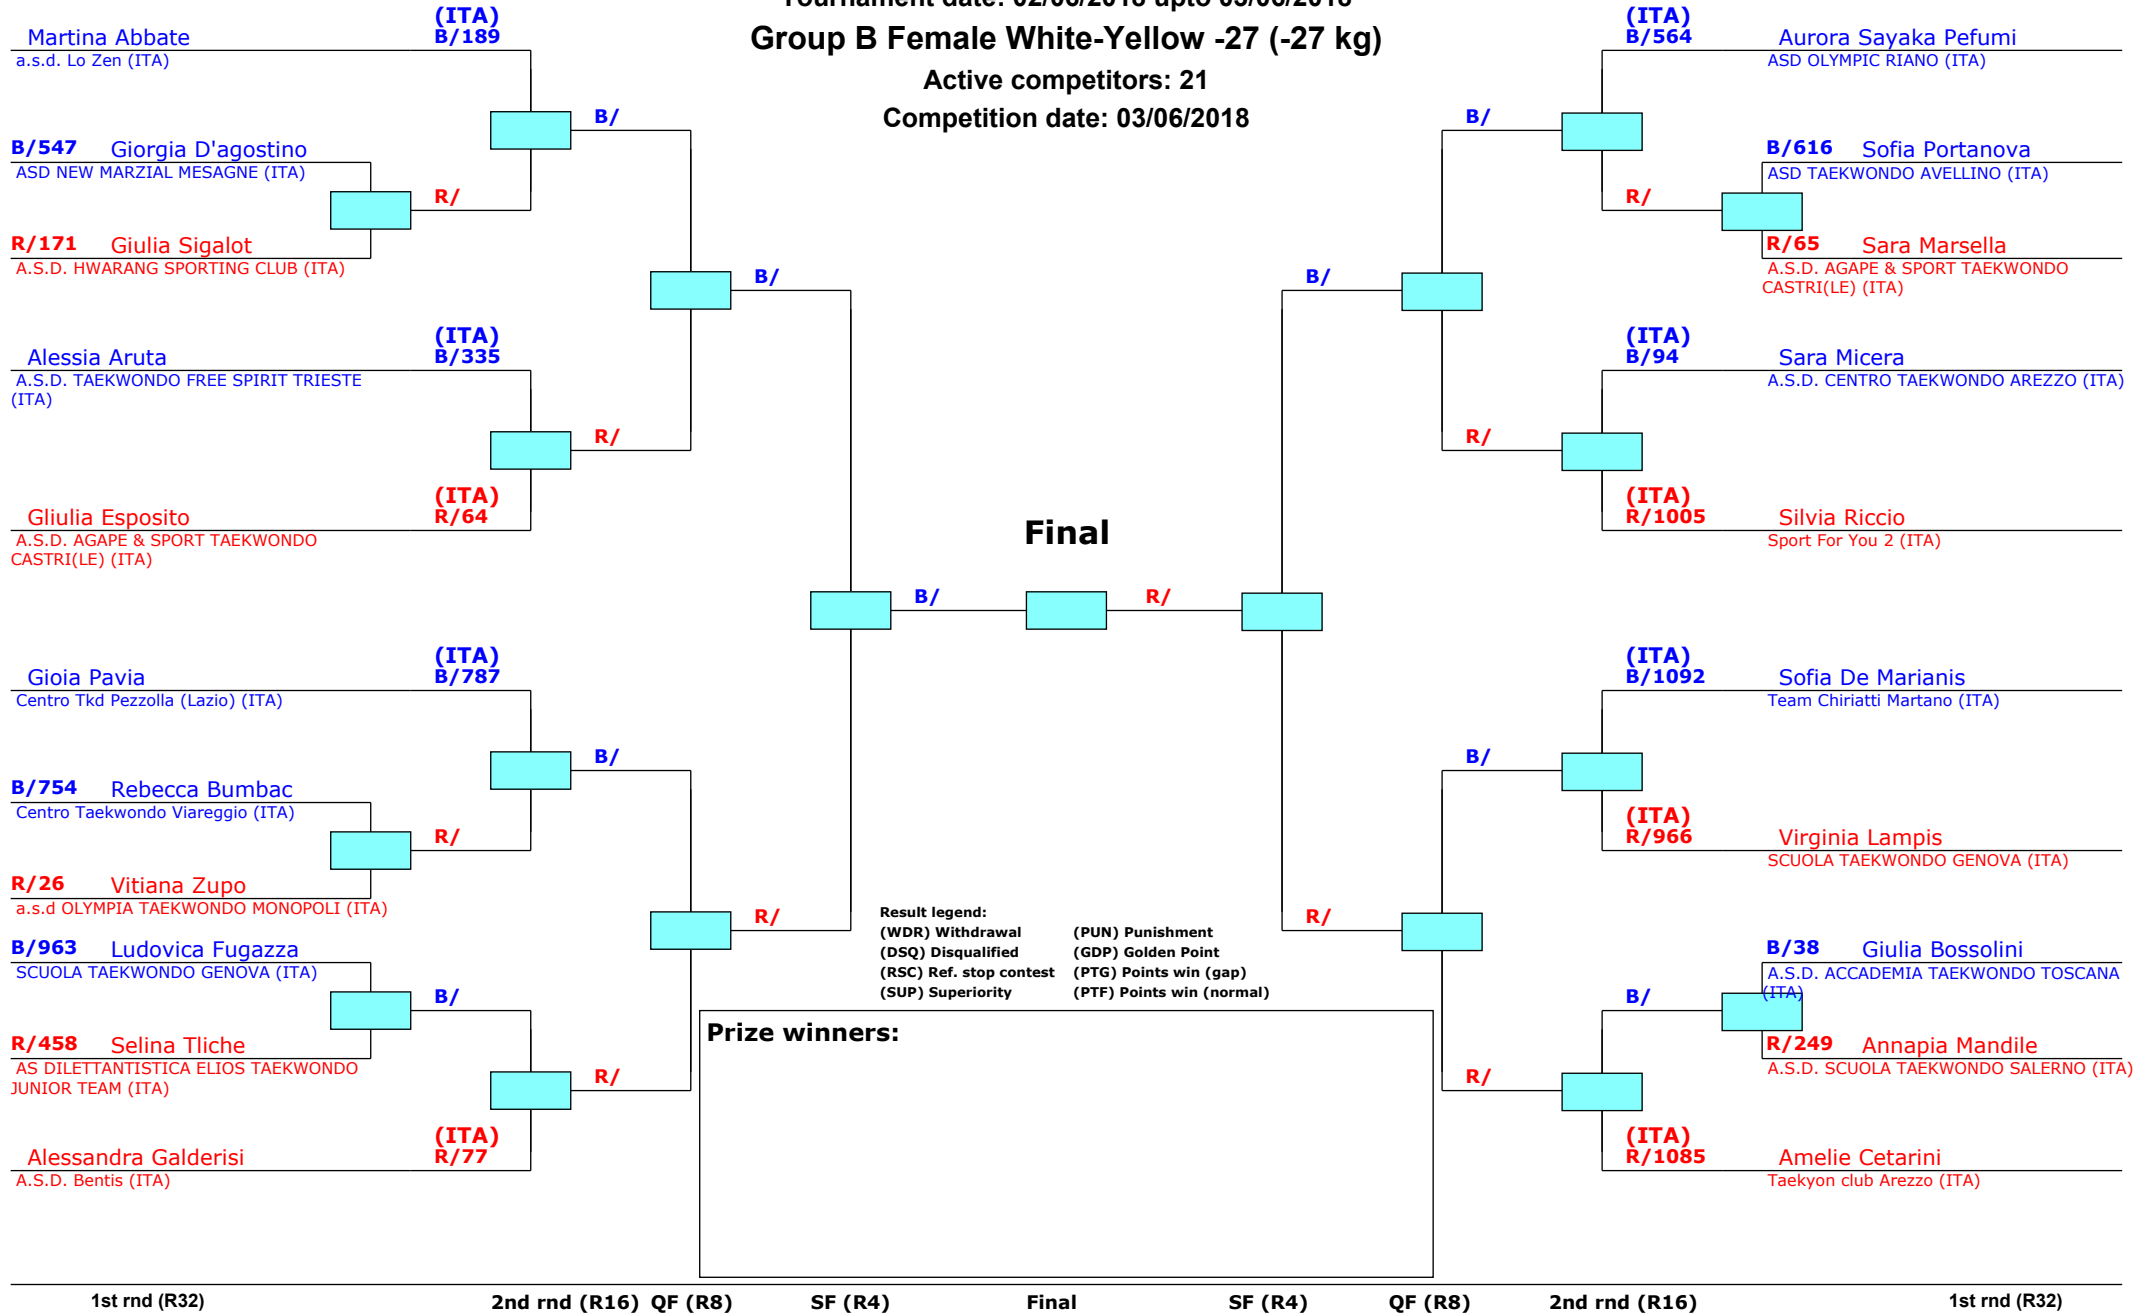 Tournament date: 02/06/2018 upto 03/06/2018
Group B Female White-Yellow -27 (-27 kg)
Active competitors: 21
Competition date: 03/06/2018
(ITA)
Martina Abbate B/189
a.s.d. Lo Zen (ITA)
B/
B/547 Giorgia D'agostino
ASD NEW MARZIAL MESAGNE (ITA)
R/
R/171 Giulia Sigalot
A.S.D. HWARANG SPORTING CLUB (ITA)
B/
(ITA)
Alessia Aruta B/335
A.S.D. TAEKWONDO FREE SPIRIT TRIESTE
(ITA)
R/
(ITA)
Gliulia Esposito R/64
A.S.D. AGAPE & SPORT TAEKWONDO
CASTRI(LE) (ITA)
Final
B/ R/
(ITA)
Gioia Pavia B/787
Centro Tkd Pezzolla (Lazio) (ITA)
B/
B/754 Rebecca Bumbac
Centro Taekwondo Viareggio (ITA)
R/
R/26 Vitiana Zupo
a.s.d OLYMPIA TAEKWONDO MONOPOLI (ITA)
R/
B/963 Ludovica Fugazza
SCUOLA TAEKWONDO GENOVA (ITA)
B/
R/458 Selina Tliche
AS DILETTANTISTICA ELIOS TAEKWONDO
JUNIOR TEAM (ITA)
R/
(ITA)
Alessandra Galderisi R/77
A.S.D. Bentis (ITA)
(ITA)
B/564 Aurora Sayaka Pefumi
ASD OLYMPIC RIANO (ITA)
B/
B/616 Sofia Portanova
ASD TAEKWONDO AVELLINO (ITA)
R/
R/65 Sara Marsella
A.S.D. AGAPE & SPORT TAEKWONDO
CASTRI(LE) (ITA)
B/
(ITA)
B/94 Sara Micera
A.S.D. CENTRO TAEKWONDO AREZZO (ITA)
R/
(ITA)
R/1005 Silvia Riccio
Sport For You 2 (ITA)
(ITA)
B/1092 Sofia De Marianis
Team Chiriatti Martano (ITA)
B/
(ITA)
R/966 Virginia Lampis
SCUOLA TAEKWONDO GENOVA (ITA)
R/
B/38 Giulia Bossolini
A.S.D. ACCADEMIA TAEKWONDO TOSCANA
(ITA)
B/
R/249 Annapia Mandile
A.S.D. SCUOLA TAEKWONDO SALERNO (ITA)
R/
(ITA)
R/1085 Amelie Cetarini
Taekyon club Arezzo (ITA)
Result legend:
(WDR) Withdrawal (PUN) Punishment
(DSQ) Disqualified (GDP) Golden Point
(RSC) Ref. stop contest (PTG) Points win (gap)
(SUP) Superiority (PTF) Points win (normal)
Prize winners:
1st rnd (R32) 2nd rnd (R16) QF (R8) SF (R4) Final SF (R4) QF (R8) 2nd rnd (R16) 1st rnd (R32)